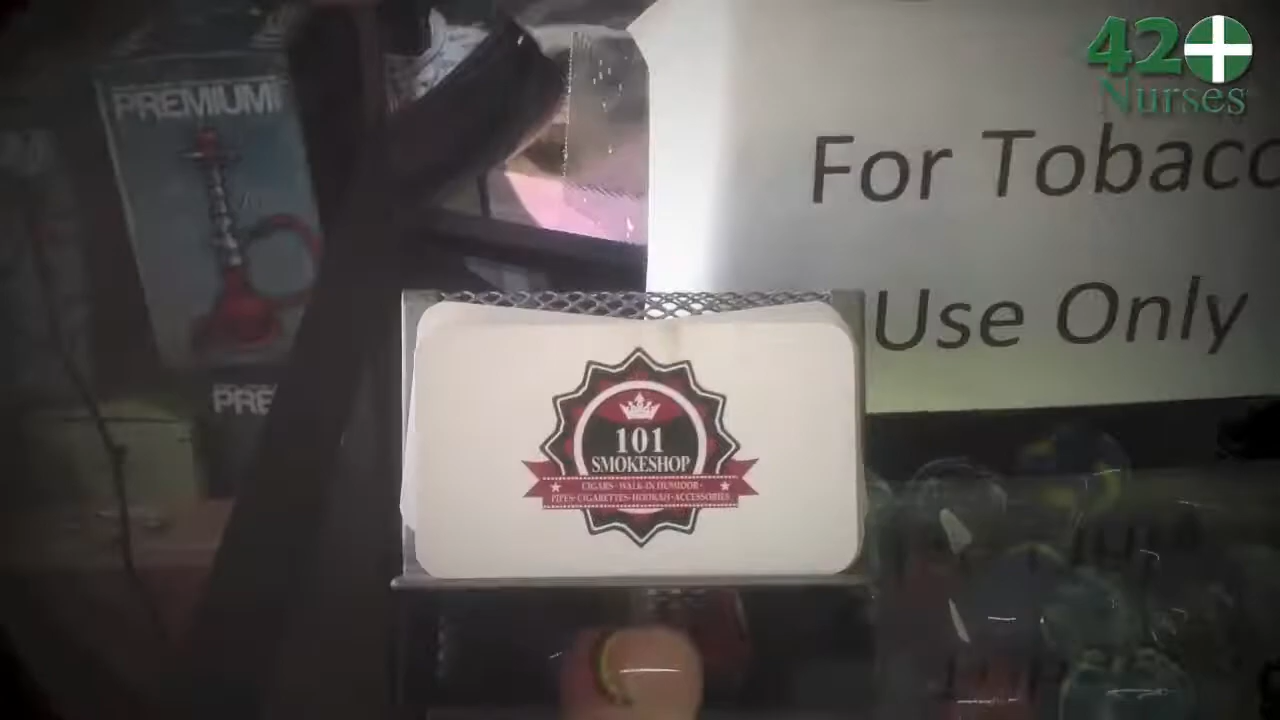 PREMIUM
420
Nurses
For Tobacc
Use Only
PRE
101
SMOKESHOP
CIGARS · WALK-IN HUMIDOR ·
PIPES · CIGARETTES · HOOKAH · ACCESSORIES